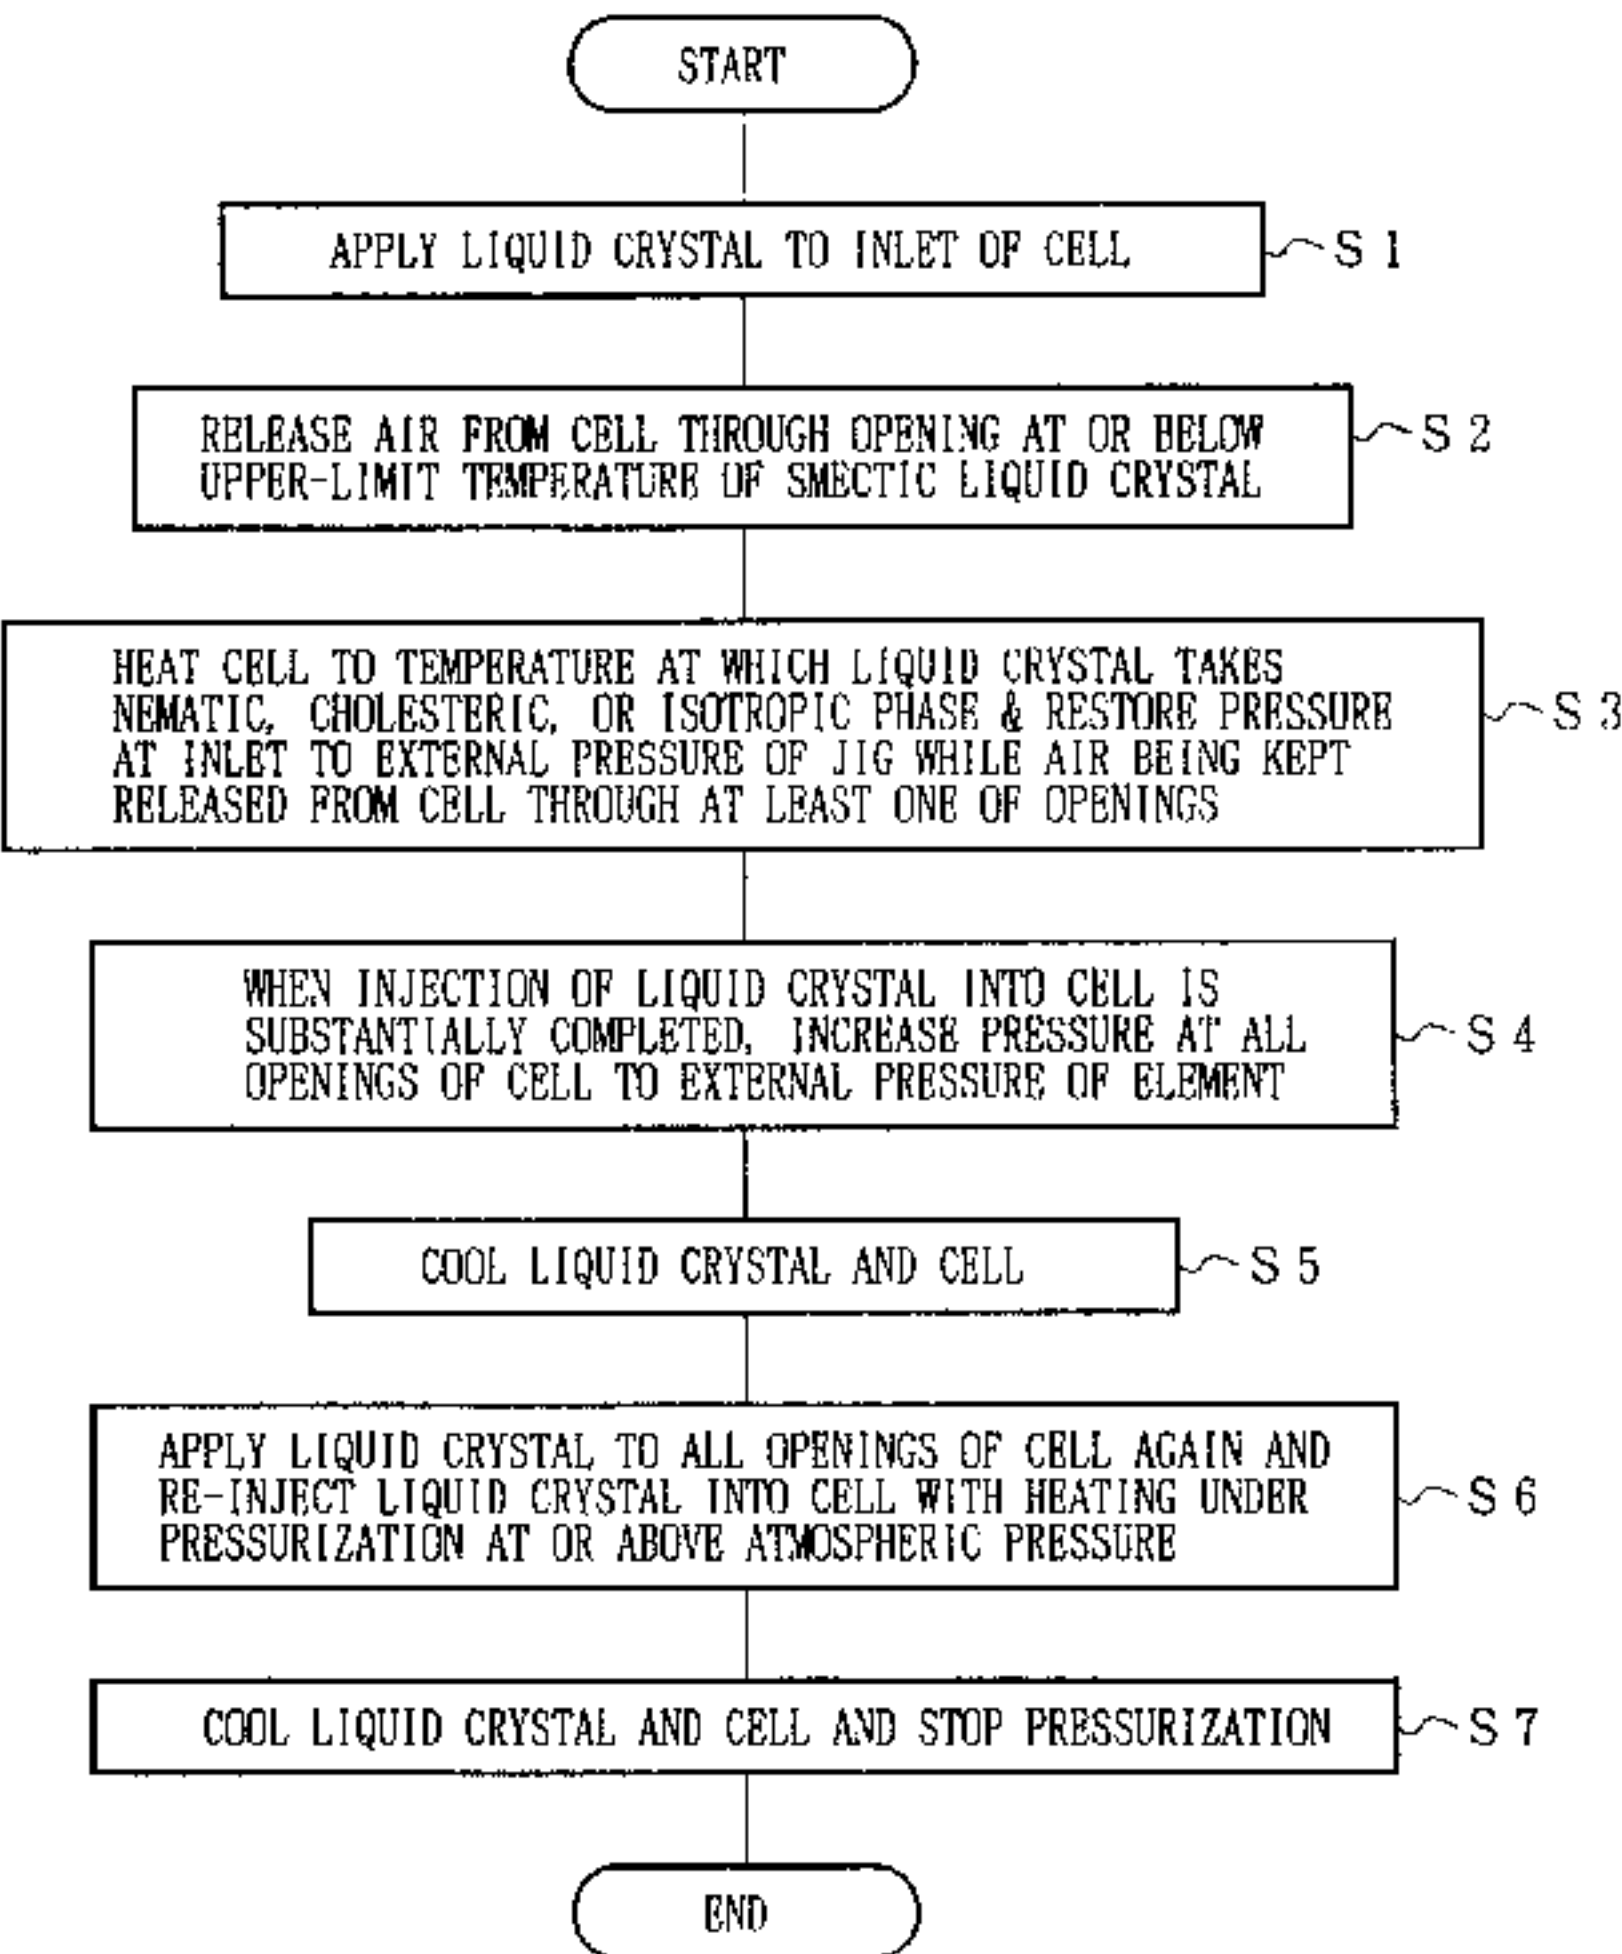 START
APPLY LIQUID CRYSTAL TO INLET OF CELL
S 1
RELEASE AIR FROM CELL THROUGH OPENING AT OR BELOW
UPPER-LIMIT TEMPERATURE OF SMECTIC LIQUID CRYSTAL
S 2
HEAT CELL TO TEMPERATURE AT WHICH LIQUID CRYSTAL TAKES
NEMATIC, CHOLESTERIC, OR ISOTROPIC PHASE & RESTORE PRESSURE
AT INLET TO EXTERNAL PRESSURE OF JIG WHILE AIR BEING KEPT
RELEASED FROM CELL THROUGH AT LEAST ONE OF OPENINGS
S 3
WHEN INJECTION OF LIQUID CRYSTAL INTO CELL IS
SUBSTANTIALLY COMPLETED, INCREASE PRESSURE AT ALL
OPENINGS OF CELL TO EXTERNAL PRESSURE OF ELEMENT
S 4
COOL LIQUID CRYSTAL AND CELL
S 5
APPLY LIQUID CRYSTAL TO ALL OPENINGS OF CELL AGAIN AND
RE-INJECT LIQUID CRYSTAL INTO CELL WITH HEATING UNDER
PRESSURIZATION AT OR ABOVE ATMOSPHERIC PRESSURE
S 6
COOL LIQUID CRYSTAL AND CELL AND STOP PRESSURIZATION
S 7
END